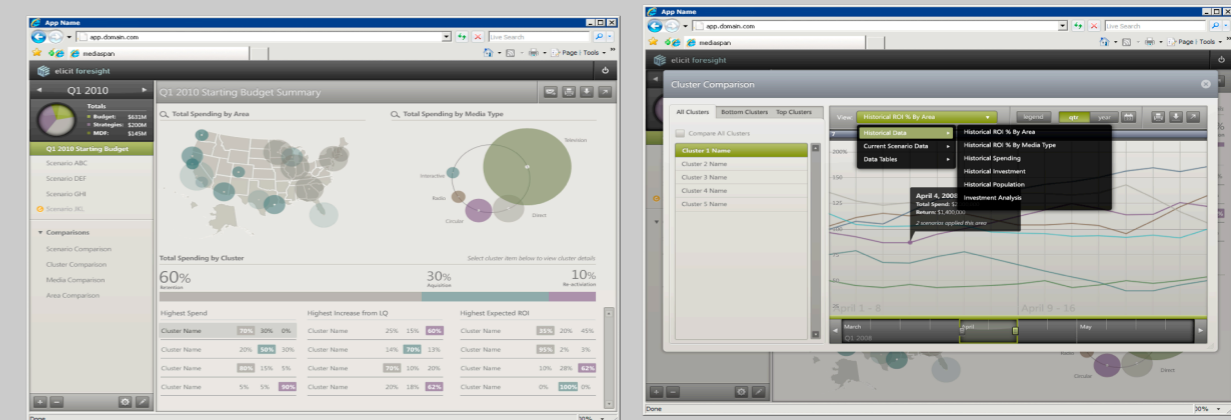 App Name
app.domain.com
Live Search
mediaspan
Page
Tools
elicit foresight
Q1 2010
Totals
Budget: $631M
Strategies: $200M
MDF: $145M
Q1 2010 Starting Budget
Scenario ABC
Scenario DEF
Scenario GHI
Scenario JKL
Comparisons
Scenario Comparison
Cluster Comparison
Media Comparison
Area Comparison
Q1 2010 Starting Budget Summary
Total Spending by Area
Total Spending by Media Type
Television
Interactive
Radio
Circular
Direct
Total Spending by Cluster
Select cluster item below to view cluster details
60% 30% 10%
Retention Aquisition Re-activation
Highest Spend Highest Increase from LQ Highest Expected ROI
Cluster Name 70% 30% 0% Cluster Name 25% 15% 60% Cluster Name 35% 20% 45%
Cluster Name 20% 50% 30% Cluster Name 14% 70% 13% Cluster Name 95% 2% 3%
Cluster Name 80% 15% 5% Cluster Name 70% 10% 20% Cluster Name 10% 28% 62%
Cluster Name 5% 5% 90% Cluster Name 20% 18% 62% Cluster Name 0% 100% 0%
Done
30%
App Name
app.domain.com
Live Search
mediaspan
Page Tools
elicit foresight
Cluster Comparison
All Clusters Bottom Clusters Top Clusters
Compare All Clusters
Cluster 1 Name
Cluster 2 Name
Cluster 3 Name
Cluster 4 Name
Cluster 5 Name
View: Historical ROI % By Area
legend qtr year
Historical Data
Current Scenario Data
Data Tables
Historical ROI % By Area
Historical ROI % By Media Type
Historical Spending
Historical Investment
Historical Population
Investment Analysis
200%
150
125
100
75
50
25
April 4, 2008
Total Spend:
Return: $1,400,000
2 scenarios applied this area
April 1 - 8
April 9 - 16
March April May
Q1 2008
Radio
Circular
Direct
Done
30%